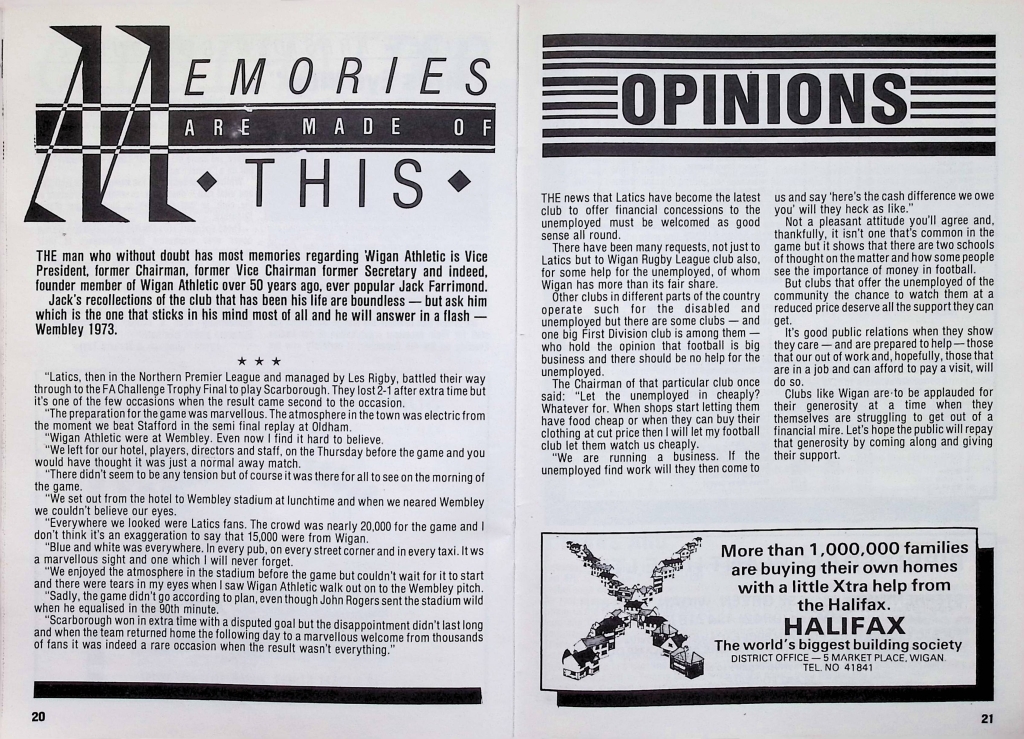 MEMORIES
ARE MADE OF
THIS
THE man who without doubt has most memories regarding Wigan Athletic is Vice
President, former Chairman, former Vice Chairman former Secretary and indeed,
founder member of Wigan Athletic over 50 years ago, ever popular Jack Farrimond.
Jack's recollections of the club that has been his life are boundless — but ask him
which is the one that sticks in his mind most of all and he will answer in a flash —
Wembley 1973.
★ ★ ★
"Latics, then in the Northern Premier League and managed by Les Rigby, battled their way
through to the FA Challenge Trophy Final to play Scarborough. They lost 2-1 after extra time but
it's one of the few occasions when the result came second to the occasion.
"The preparation for the game was marvellous. The atmosphere in the town was electric from
the moment we beat Stafford in the semi final replay at Oldham.
"Wigan Athletic were at Wembley. Even now I find it hard to believe.
"We left for our hotel, players, directors and staff, on the Thursday before the game and you
would have thought it was just a normal away match.
"There didn't seem to be any tension but of course it was there for all to see on the morning of
the game.
"We set out from the hotel to Wembley stadium at lunchtime and when we neared Wembley
we couldn't believe our eyes.
"Everywhere we looked were Latics fans. The crowd was nearly 20,000 for the game and I
don't think it's an exaggeration to say that 15,000 were from Wigan.
"Blue and white was everywhere. In every pub, on every street corner and in every taxi. It ws
a marvellous sight and one which I will never forget.
"We enjoyed the atmosphere in the stadium before the game but couldn't wait for it to start
and there were tears in my eyes when I saw Wigan Athletic walk out on to the Wembley pitch.
"Sadly, the game didn't go according to plan, even though John Rogers sent the stadium wild
when he equalised in the 90th minute.
"Scarborough won in extra time with a disputed goal but the disappointment didn't last long
and when the team returned home the following day to a marvellous welcome from thousands
of fans it was indeed a rare occasion when the result wasn't everything."
20
OPINIONS
THE news that Latics have become the latest
club to offer financial concessions to the
unemployed must be welcomed as good
sense all round.
There have been many requests, not just to
Latics but to Wigan Rugby League club also,
for some help for the unemployed, of whom
Wigan has more than its fair share.
Other clubs in different parts of the country
operate such for the disabled and
unemployed but there are some clubs — and
one big First Division club is among them —
who hold the opinion that football is big
business and there should be no help for the
unemployed.
The Chairman of that particular club once
said: "Let the unemployed in cheaply?
Whatever for. When shops start letting them
have food cheap or when they can buy their
clothing at cut price then I will let my football
club let them watch us cheaply.
"We are running a business. If the
unemployed find work will they then come to
us and say 'here's the cash difference we owe
you' will they heck as like."
Not a pleasant attitude you'll agree and,
thankfully, it isn't one that's common in the
game but it shows that there are two schools
of thought on the matter and how some people
see the importance of money in football.
But clubs that offer the unemployed of the
community the chance to watch them at a
reduced price deserve all the support they can
get.
It's good public relations when they show
they care — and are prepared to help — those
that our out of work and, hopefully, those that
are in a job and can afford to pay a visit, will
do so.
Clubs like Wigan are to be applauded for
their generosity at a time when they
themselves are struggling to get out of a
financial mire. Let's hope the public will repay
that generosity by coming along and giving
their support.
More than 1,000,000 families
are buying their own homes
with a little Xtra help from
the Halifax.
HALIFAX
The world's biggest building society
DISTRICT OFFICE — 5 MARKET PLACE, WIGAN.
TEL. NO 41841
21